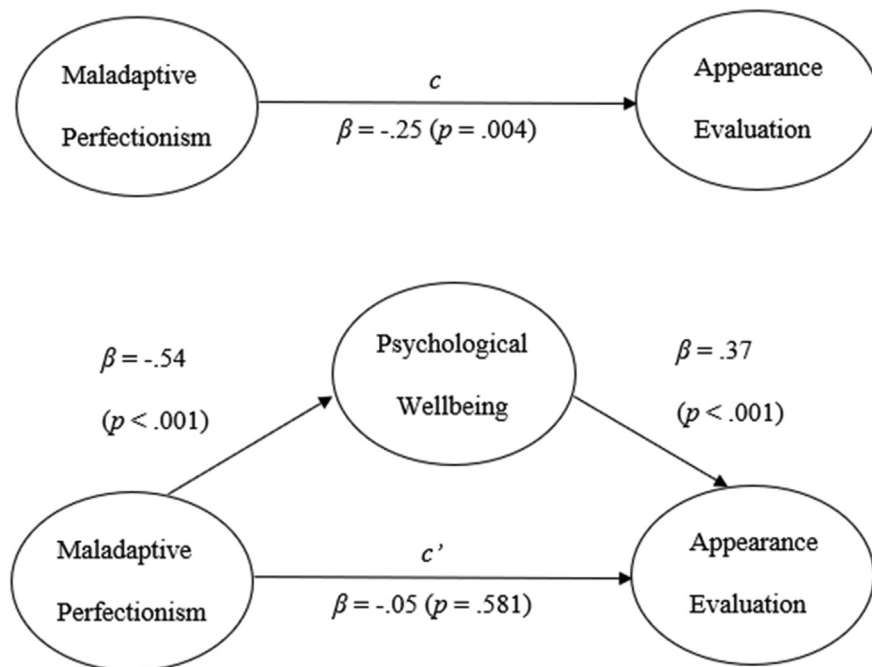 Maladaptive
Perfectionism
c
β = -.25 (p = .004)
Appearance
Evaluation
β = -.54
(p < .001)
Psychological
Wellbeing
β = .37
(p < .001)
Maladaptive
Perfectionism
c’
β = -.05 (p = .581)
Appearance
Evaluation